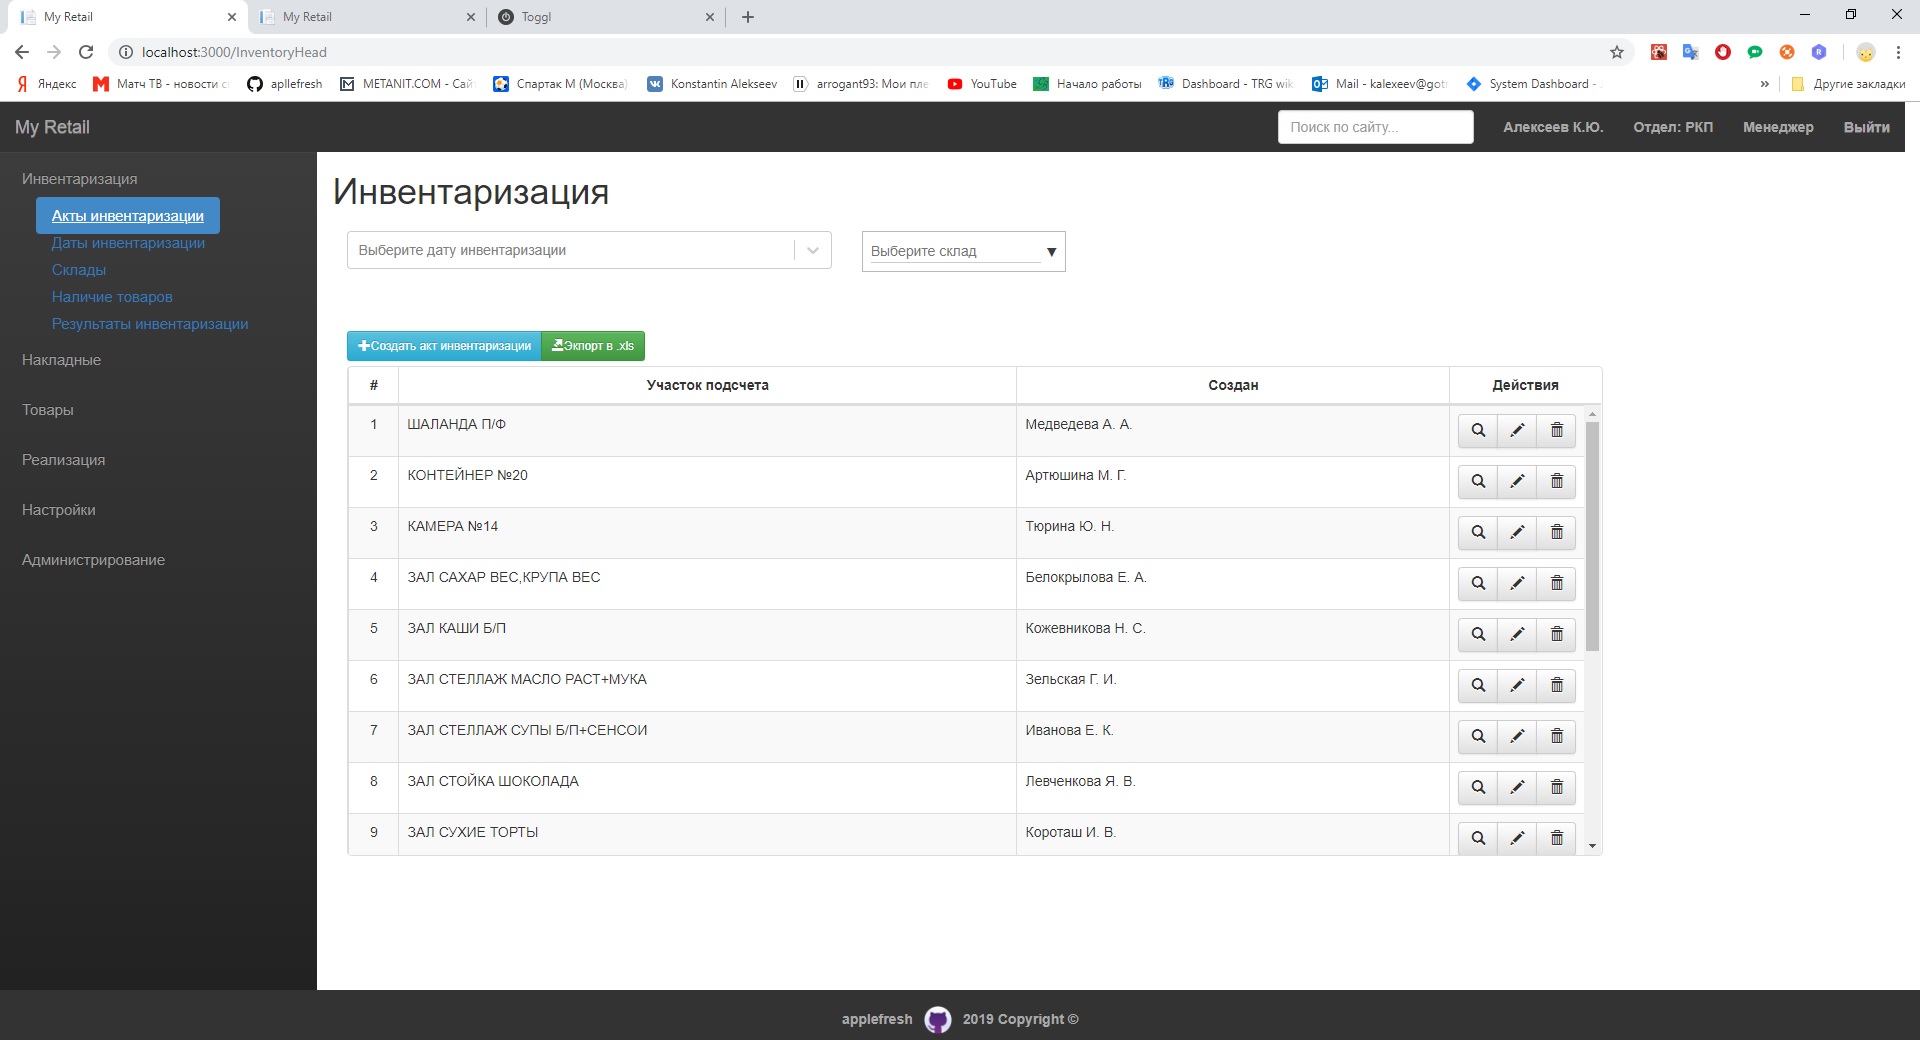 My Retail
My Retail
Toggl
localhost:3000/InventoryHead
Яндекс
Матч ТВ - новости с
apllefresh
METANIT.COM - Сай
Спартак М (Москва)
Konstantin Alekseev
arrogant93: Мои пле
YouTube
Начало работы
Dashboard - TRG wik
Mail - kalexeev@got
System Dashboard -
»
Другие закладки
My Retail
Поиск по сайту...
Алексеев К.Ю.
Отдел: РКП
Менеджер
Выйти
Инвентаризация
Акты инвентаризации
Даты инвентаризации
Склады
Наличие товаров
Результаты инвентаризации
Накладные
Товары
Реализация
Настройки
Администрирование
Инвентаризация
Выберите дату инвентаризации
Выберите склад
Создать акт инвентаризации
Экпорт в .xls
# Участок подсчета Создан Действия
1 ШАЛАНДА П/Ф Медведева А. А.
2 КОНТЕЙНЕР №20 Артюшина М. Г.
3 КАМЕРА №14 Тюрина Ю. Н.
4 ЗАЛ САХАР ВЕС,КРУПА ВЕС Белокрылова Е. А.
5 ЗАЛ КАШИ Б/П Кожевникова Н. С.
6 ЗАЛ СТЕЛЛАЖ МАСЛО РАСТ+МУКА Зельская Г. И.
7 ЗАЛ СТЕЛЛАЖ СУПЫ Б/П+СЕНСОИ Иванова Е. К.
8 ЗАЛ СТОЙКА ШОКОЛАДА Левченкова Я. В.
9 ЗАЛ СУХИЕ ТОРТЫ Короташ И. В.
applefresh 2019 Copyright ©